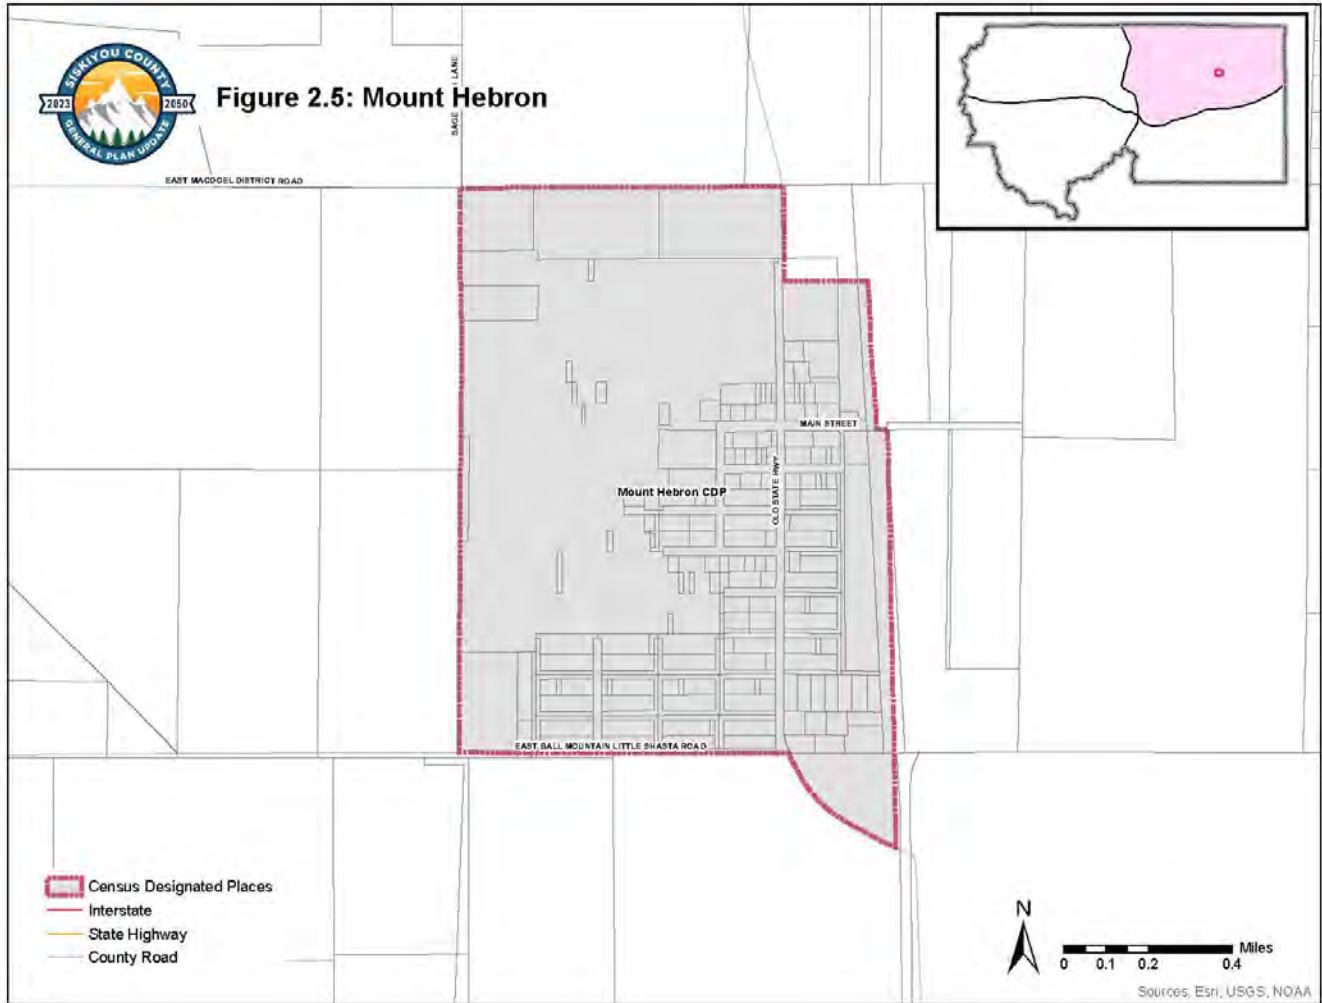 SISKIYOU COUNTY
2023 2050
GENERAL PLAN UPDATE
Figure 2.5: Mount Hebron
LANE
EAST MACDOEL DISTRICT ROAD
MAIN STREET
OLD STATE HWY
Mount Hebron CDP
EAST BALL MOUNTAIN LITTLE SHASTA ROAD
Census Designated Places
Interstate
State Highway
County Road
N
Miles
0 0.1 0.2 0.4
Sources: Esri, USGS, NOAA